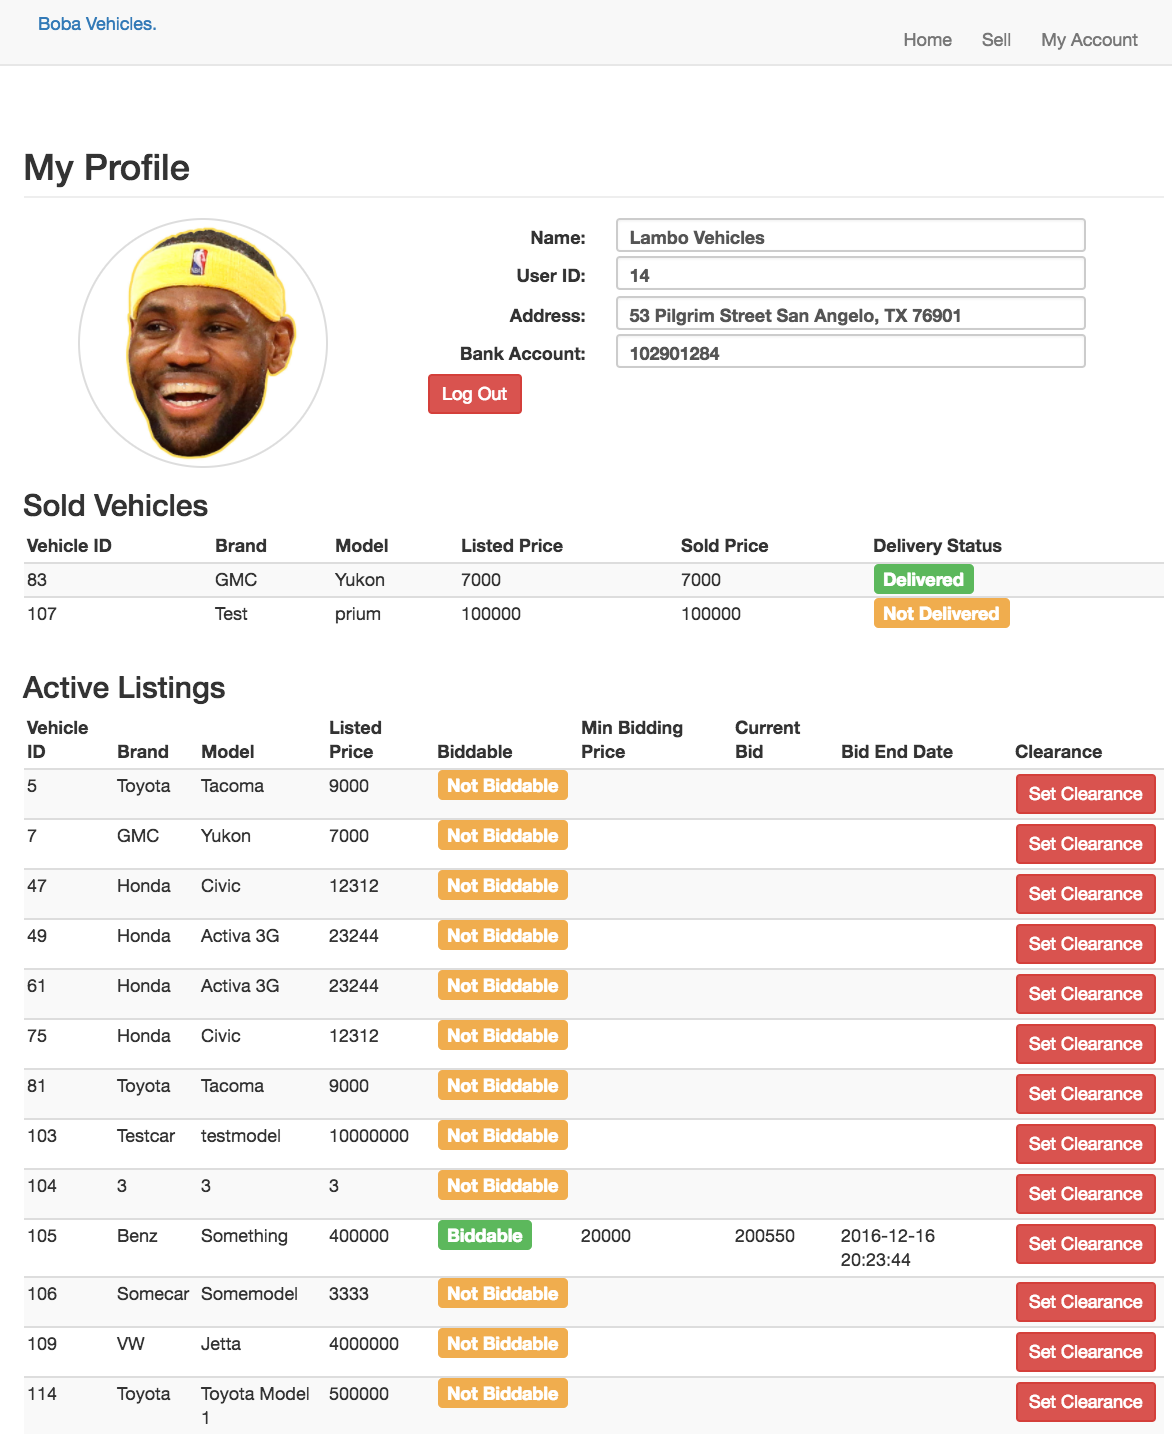 Boba Vehicles.
Home Sell My Account
My Profile
Name: Lambo Vehicles
User ID: 14
Address: 53 Pilgrim Street San Angelo, TX 76901
Bank Account: 102901284
Log Out
Sold Vehicles
Vehicle ID Brand Model Listed Price Sold Price Delivery Status
83 GMC Yukon 7000 7000 Delivered
107 Test prium 100000 100000 Not Delivered
Active Listings
Vehicle ID Brand Model Listed Price Biddable Min Bidding Price Current Bid Bid End Date Clearance
5 Toyota Tacoma 9000 Not Biddable Set Clearance
7 GMC Yukon 7000 Not Biddable Set Clearance
47 Honda Civic 12312 Not Biddable Set Clearance
49 Honda Activa 3G 23244 Not Biddable Set Clearance
61 Honda Activa 3G 23244 Not Biddable Set Clearance
75 Honda Civic 12312 Not Biddable Set Clearance
81 Toyota Tacoma 9000 Not Biddable Set Clearance
103 Testcar testmodel 10000000 Not Biddable Set Clearance
104 3 3 3 Not Biddable Set Clearance
105 Benz Something 400000 Biddable 20000 200550 2016-12-16 20:23:44 Set Clearance
106 Somecar Somemodel 3333 Not Biddable Set Clearance
109 VW Jetta 4000000 Not Biddable Set Clearance
114 Toyota Toyota Model 1 500000 Not Biddable Set Clearance